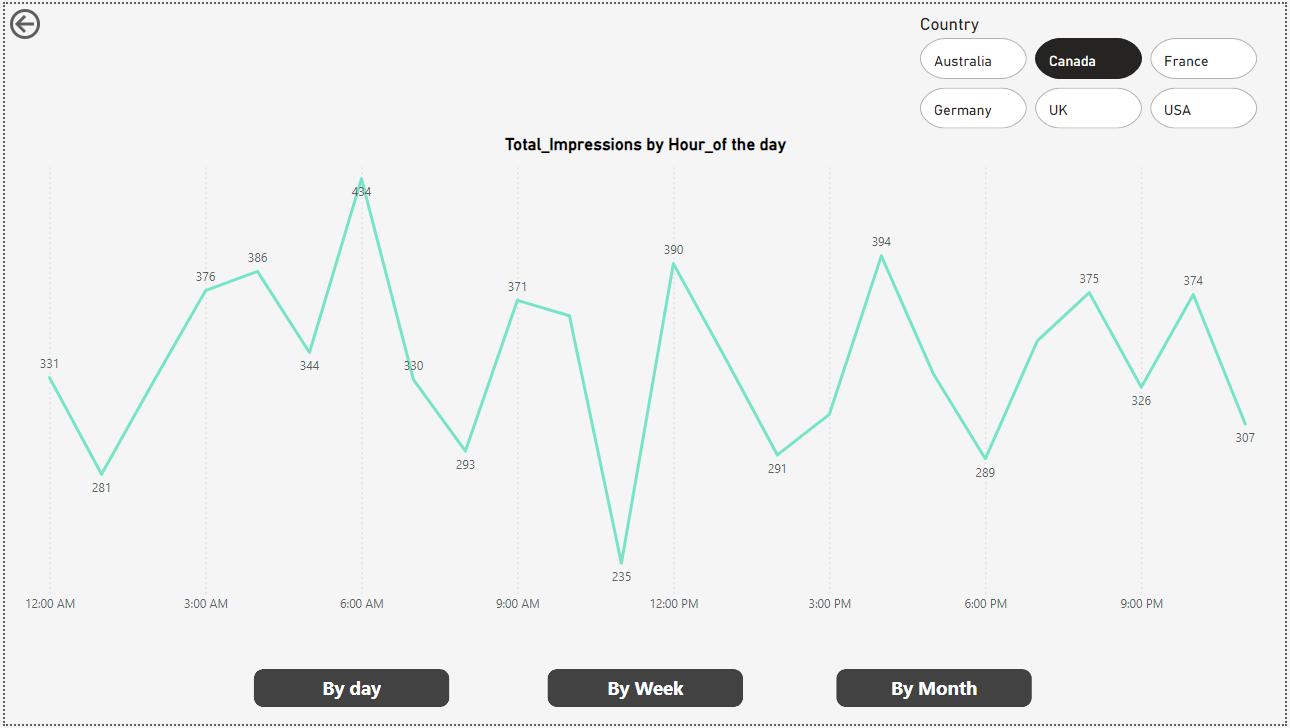 Country
Australia Canada France
Germany UK USA
Total_Impressions by Hour_of the day
434
394
390
386
376 375 374
371
331 344 330
326
307
293 291 289
281
235
12:00 AM 3:00 AM 6:00 AM 9:00 AM 12:00 PM 3:00 PM 6:00 PM 9:00 PM
By day By Week By Month